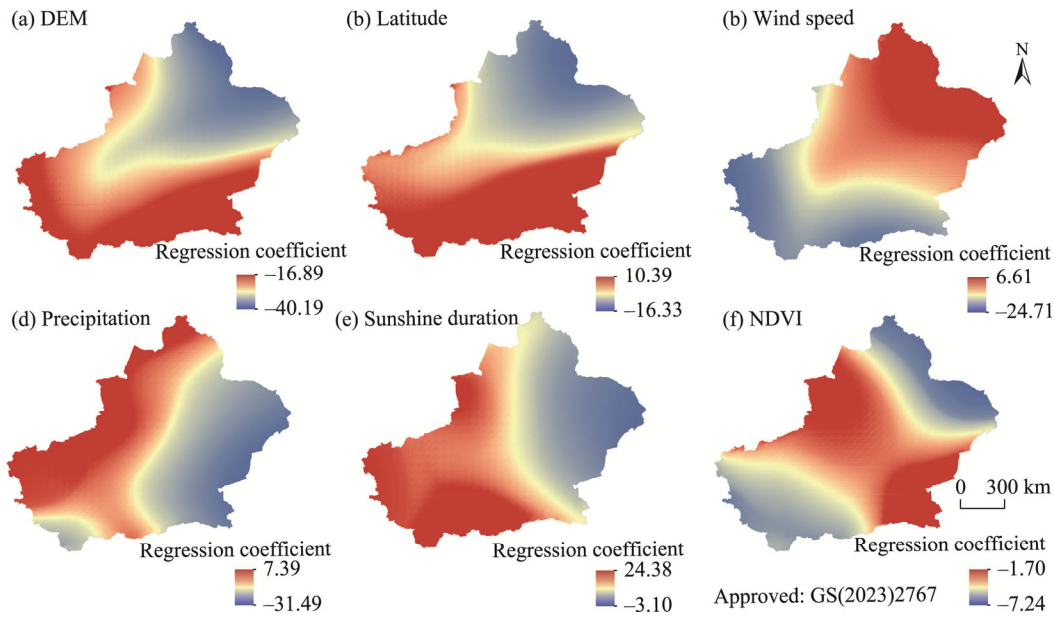 (a) DEM
(b) Latitude
(b) Wind speed
N
Regression coefficient
−16.89
−40.19
Regression coefficient
10.39
−16.33
Regression coefficient
6.61
−24.71
(d) Precipitation
(e) Sunshine duration
(f) NDVI
0 300 km
Regression coefficient
7.39
−31.49
Regression coefficient
24.38
−3.10
Regression coefficient
−1.70
−7.24
Approved: GS(2023)2767